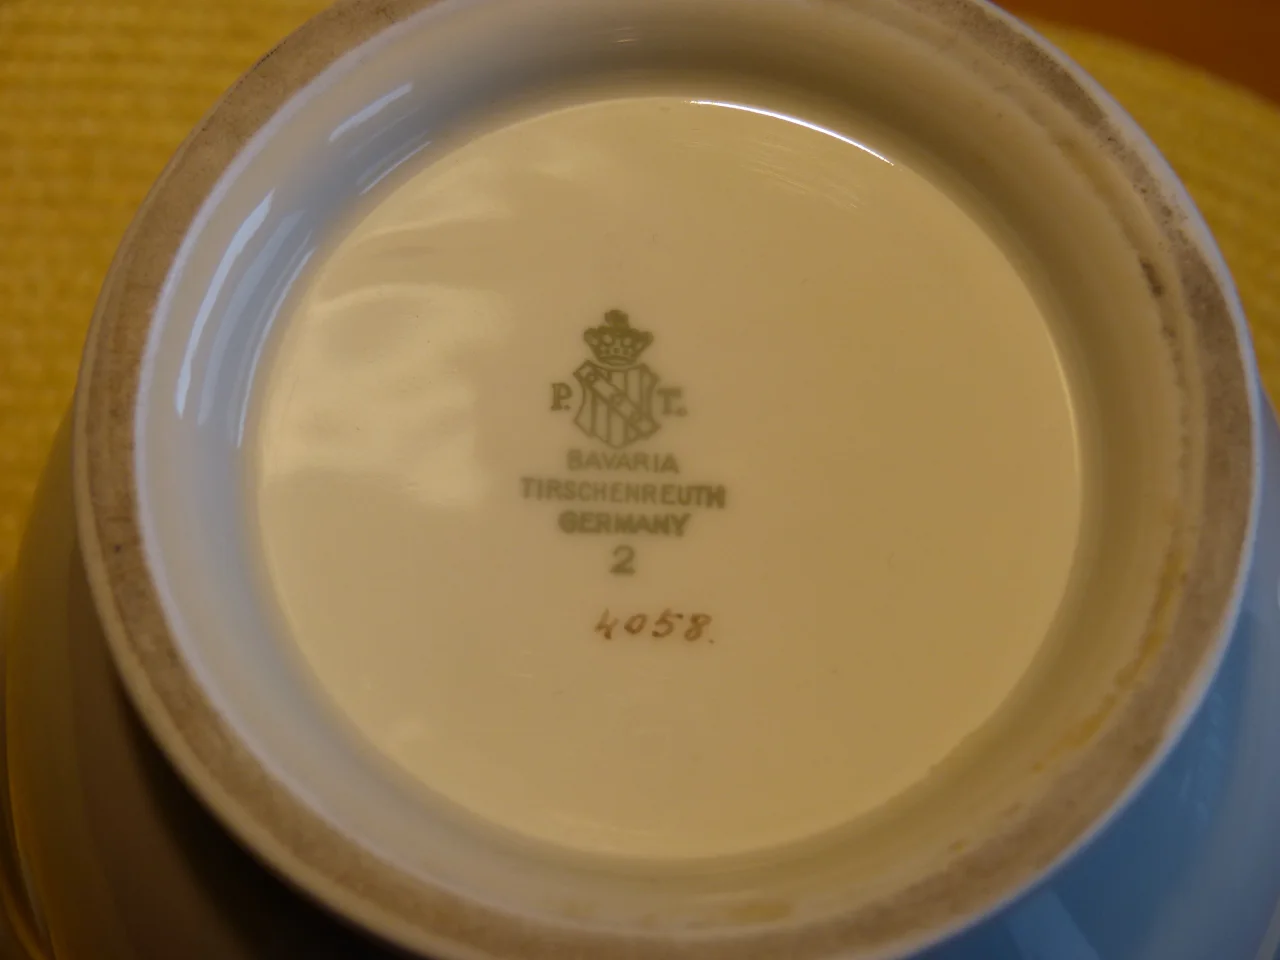 P. T.
BAVARIA
TIRSCHENREUTH
GERMANY
2
4058.